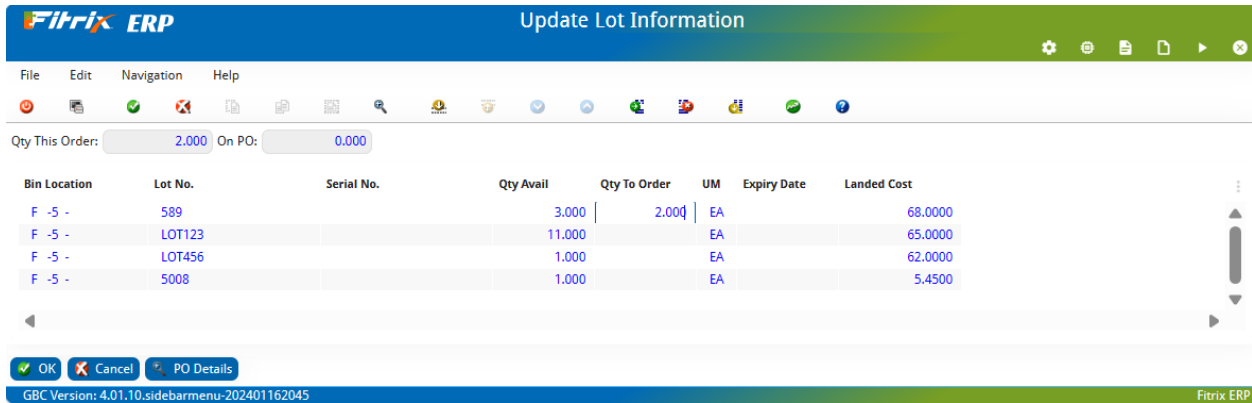 Fitrix ERP
Update Lot Information
File Edit Navigation Help
Qty This Order: 2.000 On PO: 0.000
Bin Location Lot No. Serial No. Qty Avail Qty To Order UM Expiry Date Landed Cost
F -5 - 589 3.000 2.000 EA 68.0000
F -5 - LOT123 11.000 EA 65.0000
F -5 - LOT456 1.000 EA 62.0000
F -5 - 5008 1.000 EA 5.4500
OK Cancel PO Details
GBC Version: 4.01.10.sidebarmenu-202401162045 Fitrix ERP